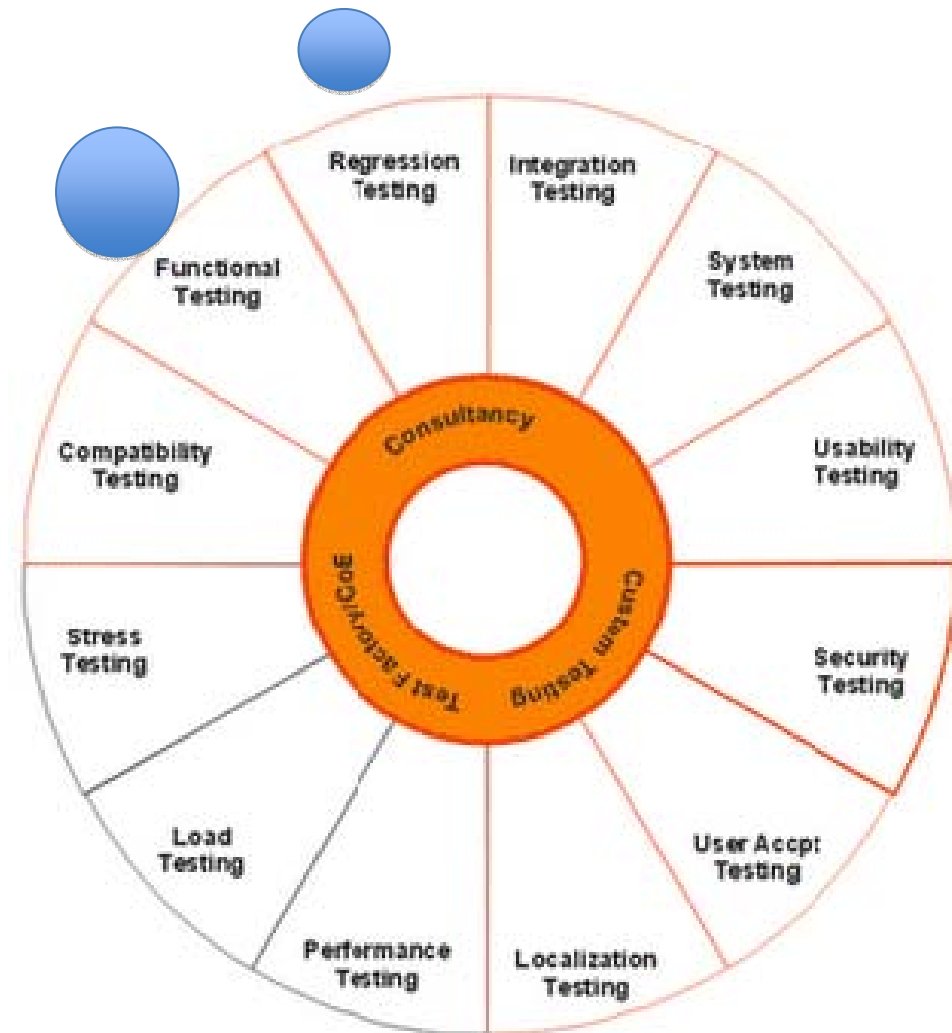 Regression
Testing
Integration
Testing
System
Testing
Usability
Testing
Security
Testing
User Accpt
Testing
Localization
Testing
Performance
Testing
Load
Testing
Stress
Testing
Compatibility
Testing
Functional
Testing
Consultancy
Custom Testing
Test Factory/CoE